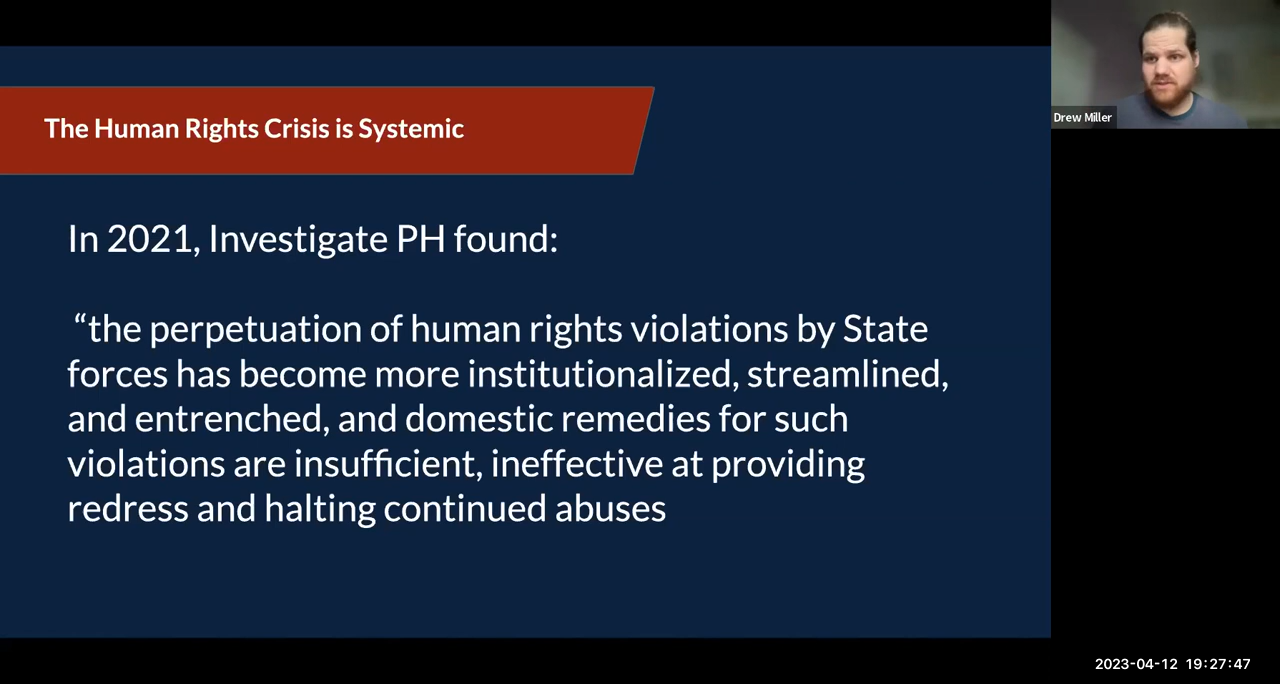 The Human Rights Crisis is Systemic
In 2021, Investigate PH found:
“the perpetuation of human rights violations by State
forces has become more institutionalized, streamlined,
and entrenched, and domestic remedies for such
violations are insufficient, ineffective at providing
redress and halting continued abuses
Drew Miller
2023-04-12 19:27:47